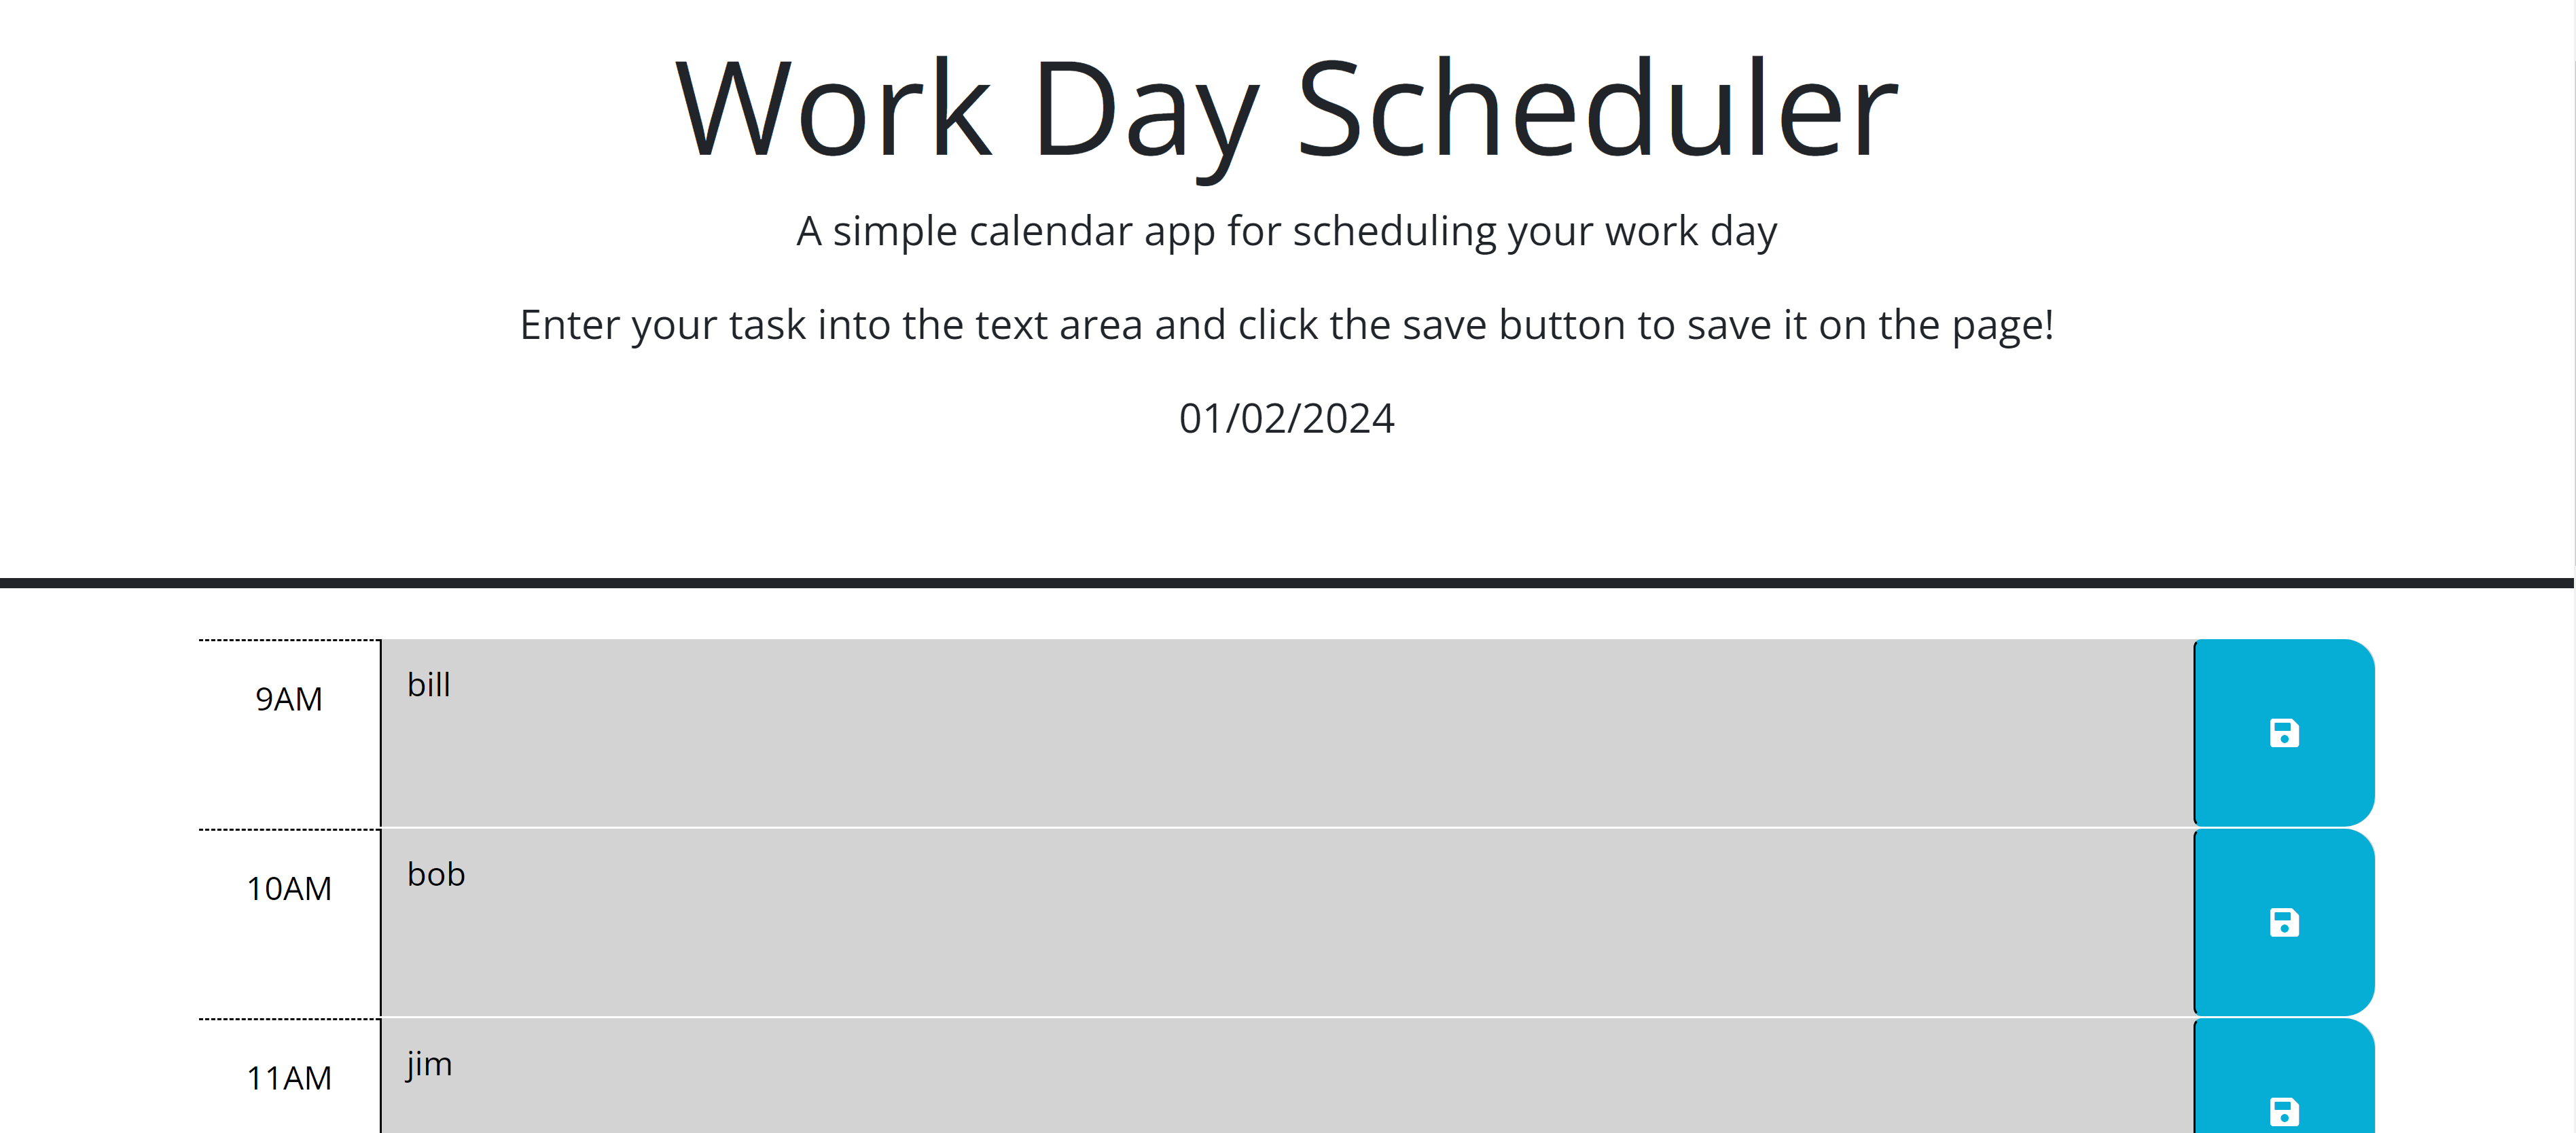 Work Day Scheduler
A simple calendar app for scheduling your work day
Enter your task into the text area and click the save button to save it on the page!
01/02/2024
9AM
bill
10AM
bob
11AM
jim